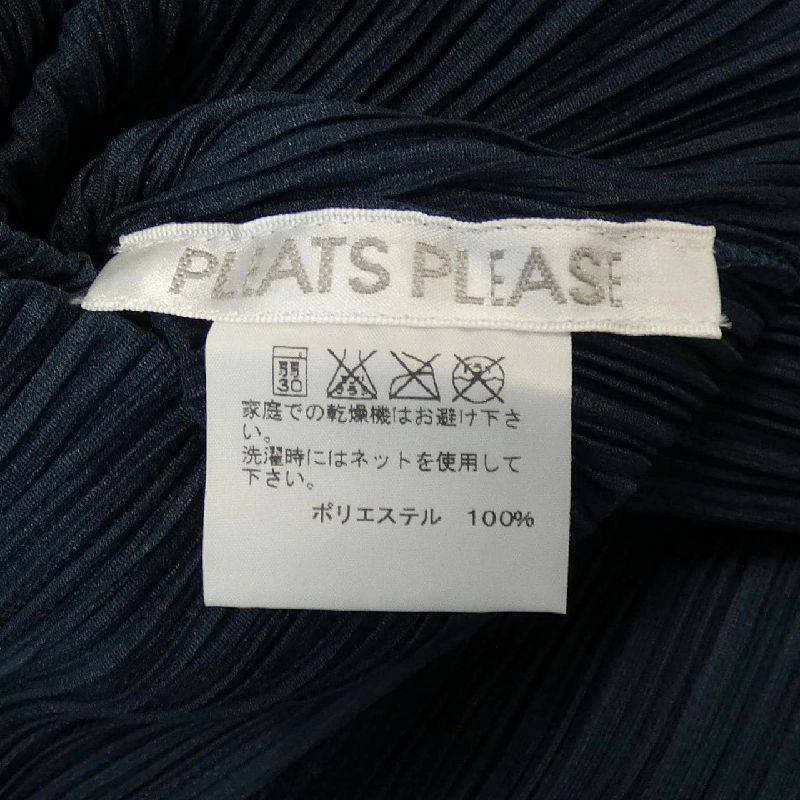 PLEATS PLEASE
弱
30
家庭での乾燥機はお避け下さ
い。
洗濯時にはネットを使用して
下さい。
ポリエステル 100%